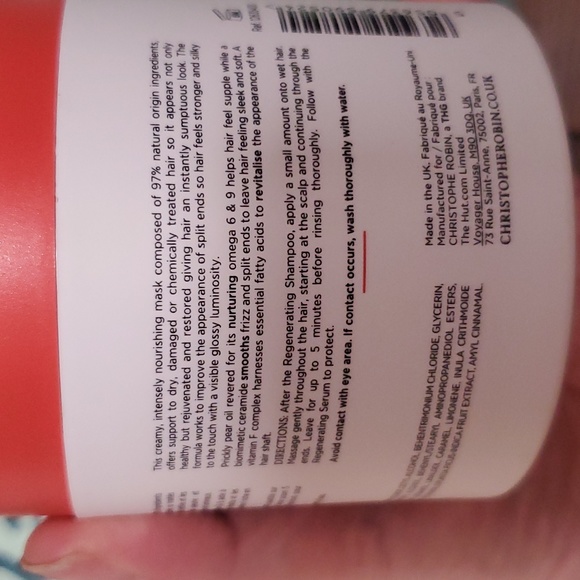 This creamy, intensely nourishing mask composed of 97% natural origin ingredients,
offers support to dry, damaged or chemically treated hair so it appears not only
healthy but rejuvenated and restored giving hair an instantly sumptuous look. The
formula works to improve the appearance of split ends so hair feels stronger and silky
to the touch with a visible glossy luminosity.
Prickly pear oil revered for its nurturing omega 6 & 9 helps hair feel supple while a
biomimetic ceramide smooths frizz and split ends to leave hair feeling sleek and soft. A
vitamin F complex harnesses essential fatty acids to revitalise the appearance of the
hair shaft.
DIRECTIONS: After the Regenerating Shampoo, apply a small amount onto wet hair.
Massage gently throughout the hair, starting at the scalp and continuing through the
ends. Leave for up to 5 minutes before rinsing thoroughly. Follow with the
Regenerating Serum to protect.
Avoid contact with eye area. If contact occurs, wash thoroughly with water.
ALCOHOL, BEHENTRIMONIUM CHLORIDE, GLYCERIN,
AMINOPROPANEDIOL ESTERS,
CARAMEL, LIMONENE, INULA CRITHMOIDE
FRUIT EXTRACT, AMYL CINNAMAL
Made in the UK. Fabriqué au Royaume-Uni
Manufactured for / Fabriqué pour:
CHRISTOPHE ROBIN, a THG brand
The Hut.com Limited
Voyager House, M90 3DQ, UK
73 Rue Saint-Anne, 75002, Paris, FR
CHRISTOPHEROBIN.CO.UK